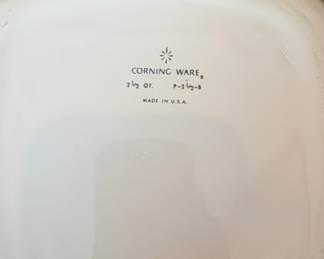 CORNING WARE®
2 ½ QT. P-2 ½-B
MADE IN U.S.A.